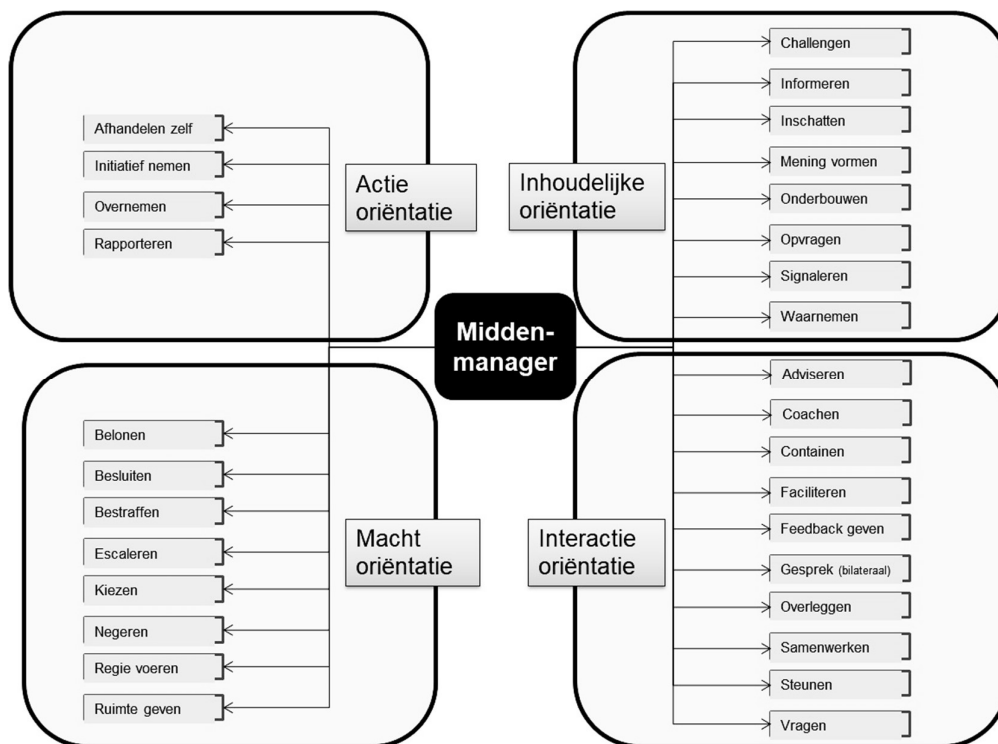 Afhandelen zelf
Initiatief nemen
Overnemen
Rapporteren
Actie
oriëntatie
Inhoudelijke
oriëntatie
Challengen
Informeren
Inschatten
Mening vormen
Onderbouwen
Opvragen
Signaleren
Waarnemen
Midden-
manager
Belonen
Besluiten
Bestraffen
Escaleren
Kiezen
Negeren
Regie voeren
Ruimte geven
Macht
oriëntatie
Interactie
oriëntatie
Adviseren
Coachen
Containen
Faciliteren
Feedback geven
Gesprek (bilateraal)
Overleggen
Samenwerken
Steunen
Vragen